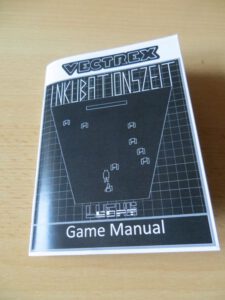 VECTREX
INKUBATIONSZEIT
Game Manual